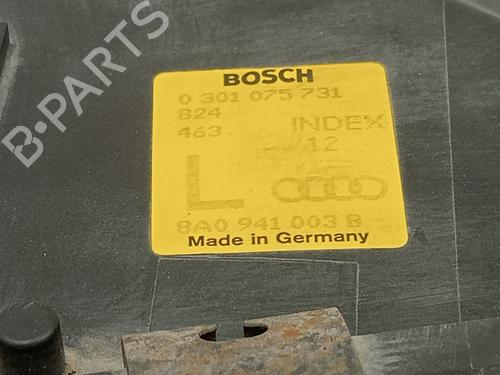 B-PARTS
BOSCH
0 301 075 731
824
463 INDEX
12
L
8A0 941 003 B
Made in Germany